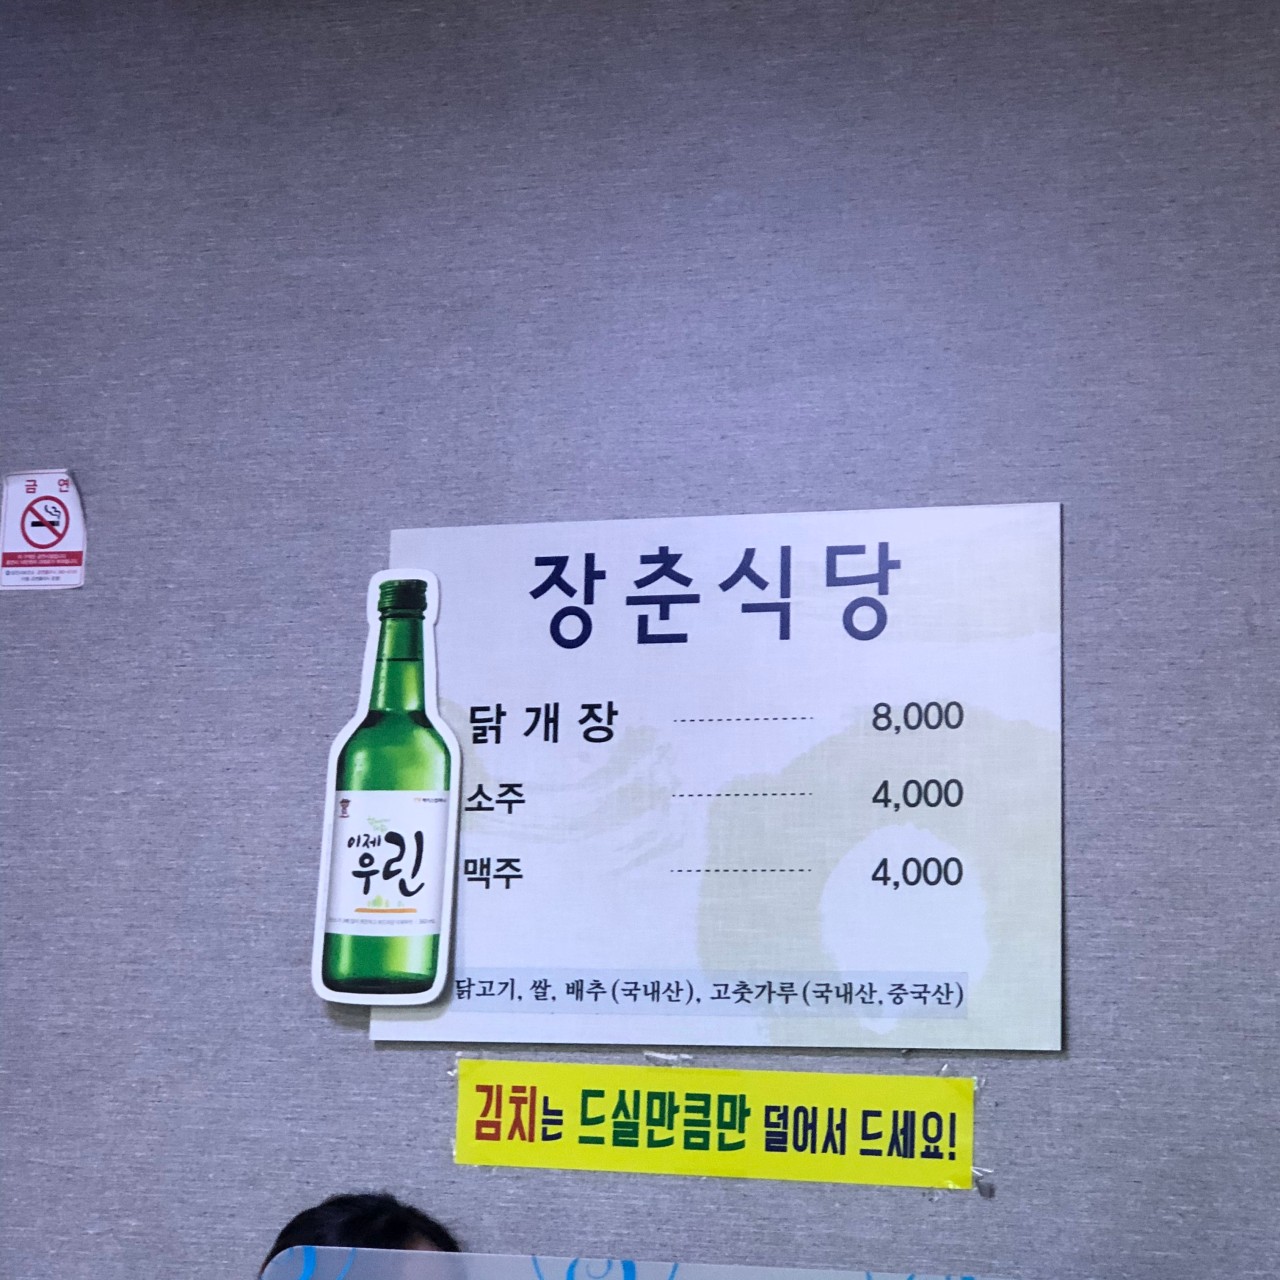 금 연
장춘식당
닭개장 8,000
소주 4,000
맥주 4,000
이제
우린
닭고기, 쌀, 배추(국내산), 고춧가루(국내산,중국산)
김치는 드실만큼만 덜어서 드세요!